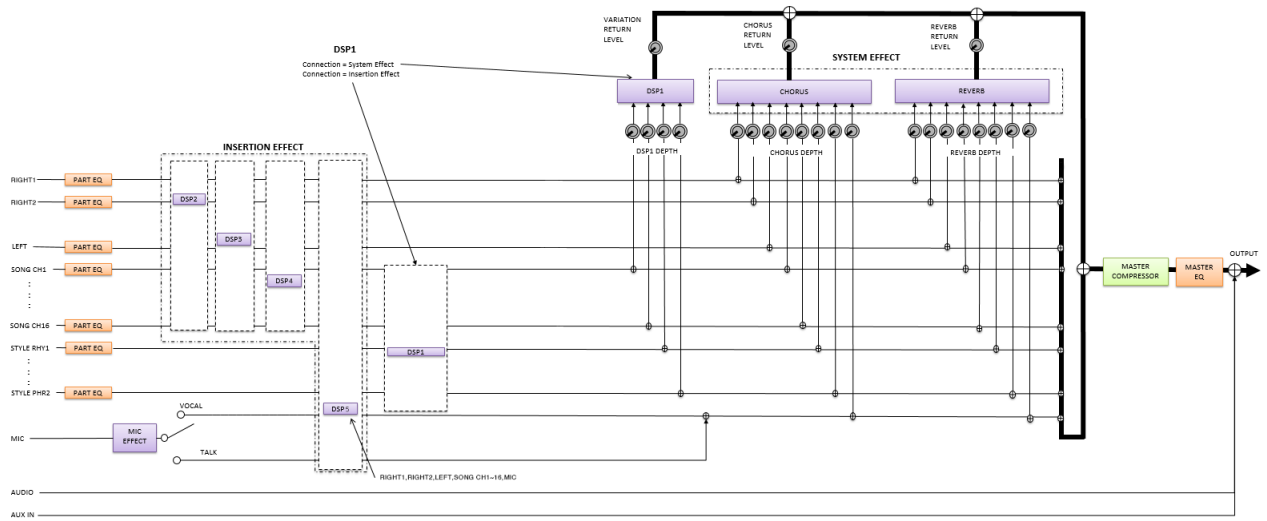 VARIATION
RETURN
LEVEL
CHORUS
RETURN
LEVEL
REVERB
RETURN
LEVEL
DSP1
Connection = System Effect
Connection = Insertion Effect
SYSTEM EFFECT
DSP1
CHORUS
REVERB
DSP1 DEPTH
CHORUS DEPTH
REVERB DEPTH
INSERTION EFFECT
RIGHT1
PART EQ
DSP2
RIGHT2
PART EQ
LEFT
PART EQ
DSP3
SONG CH1
PART EQ
DSP4
SONG CH16
PART EQ
STYLE RHY1
PART EQ
DSP1
STYLE PHR2
PART EQ
VOCAL
DSP5
MIC
MIC
EFFECT
TALK
RIGHT1,RIGHT2,LEFT,SONG CH1~16,MIC
AUDIO
AUX IN
MASTER
COMPRESSOR
MASTER
EQ
OUTPUT